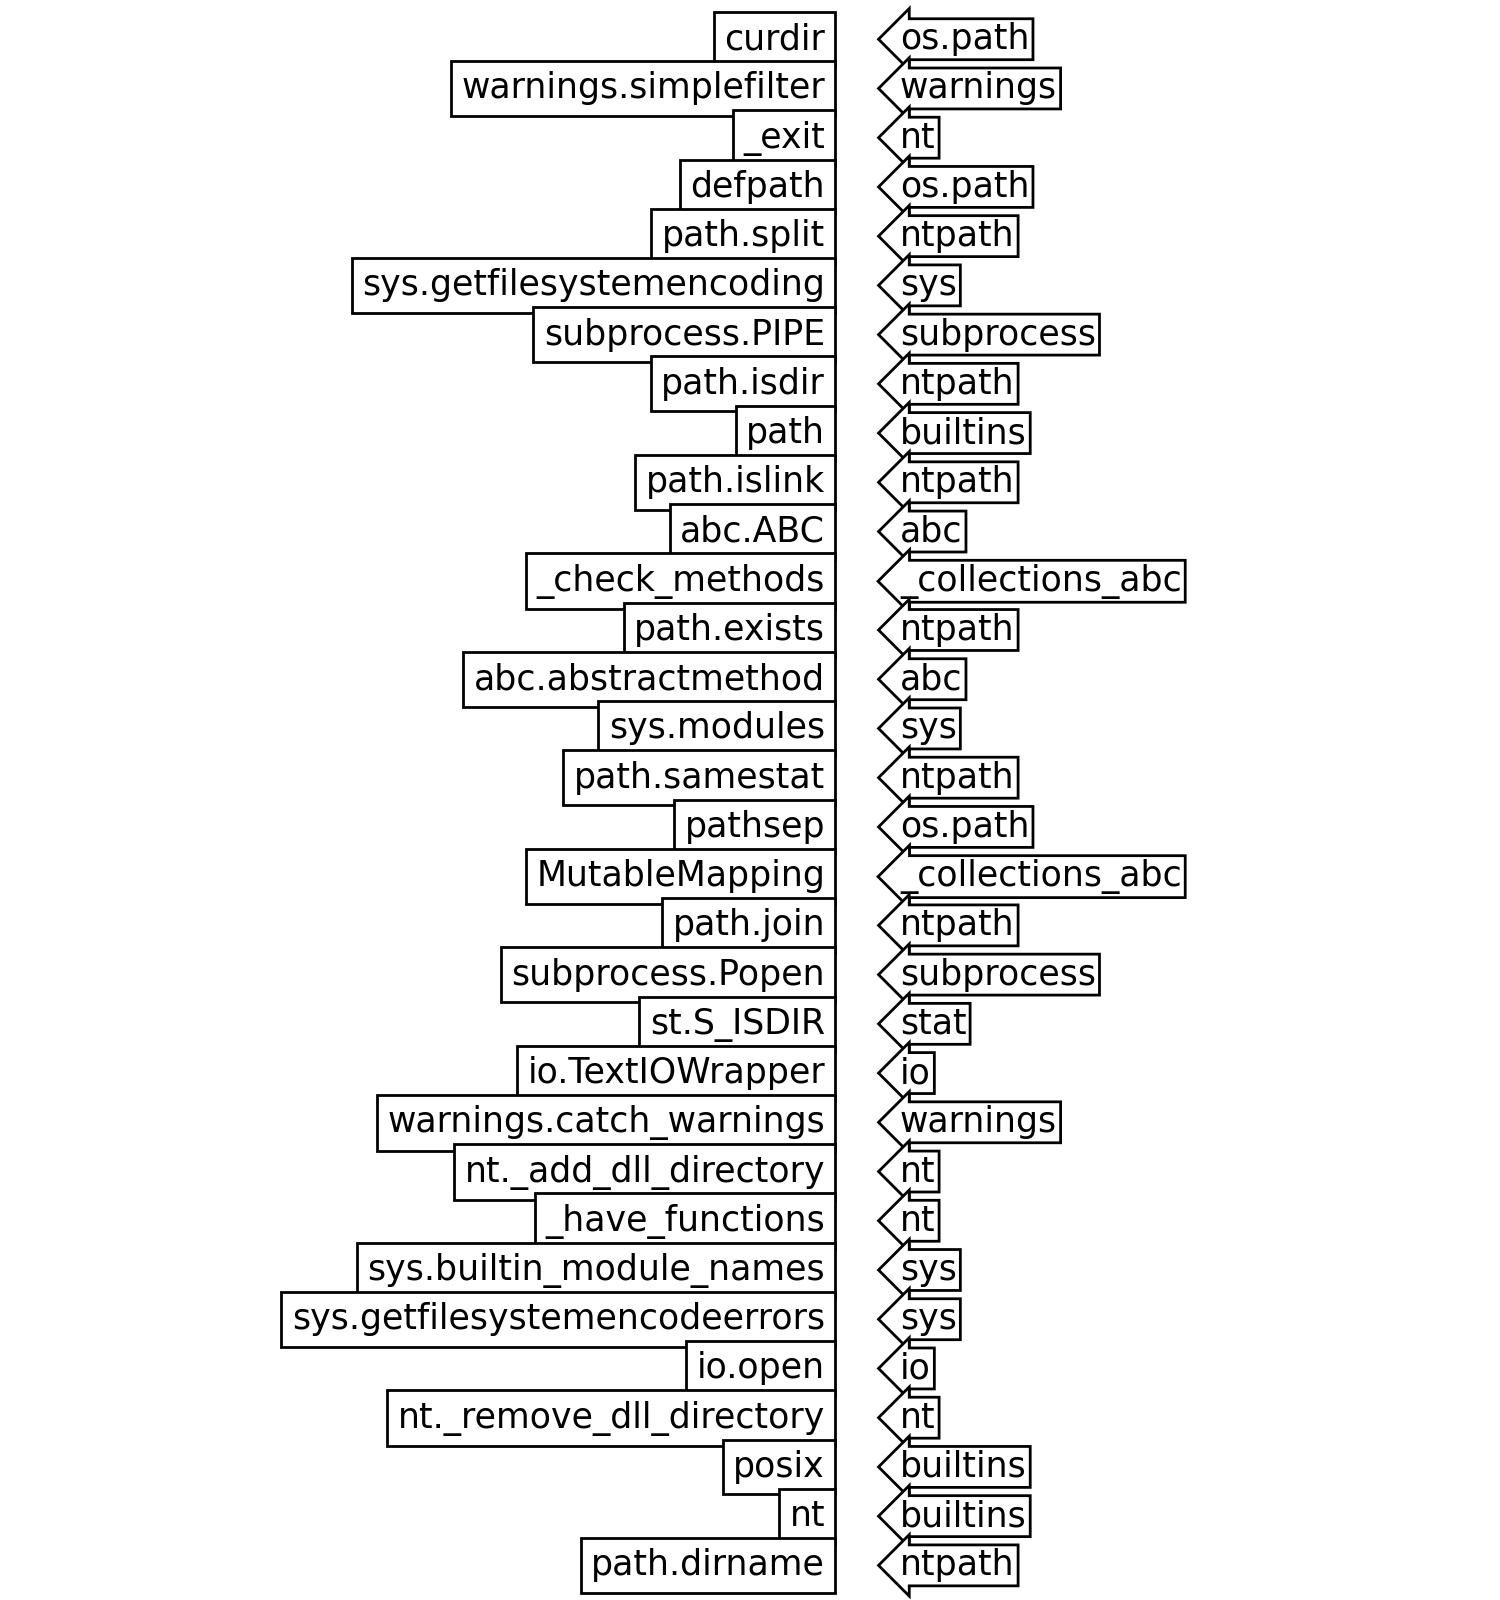 curdir os.path
warnings.simplefilter warnings
_exit nt
defpath os.path
path.split ntpath
sys.getfilesystemencoding sys
subprocess.PIPE subprocess
path.isdir ntpath
path builtins
path.islink ntpath
abc.ABC abc
_check_methods _collections_abc
path.exists ntpath
abc.abstractmethod abc
sys.modules sys
path.samestat ntpath
pathsep os.path
MutableMapping _collections_abc
path.join ntpath
subprocess.Popen subprocess
st.S_ISDIR stat
io.TextIOWrapper io
warnings.catch_warnings warnings
nt._add_dll_directory nt
_have_functions nt
sys.builtin_module_names sys
sys.getfilesystemencodeerrors sys
io.open io
nt._remove_dll_directory nt
posix builtins
nt builtins
path.dirname ntpath